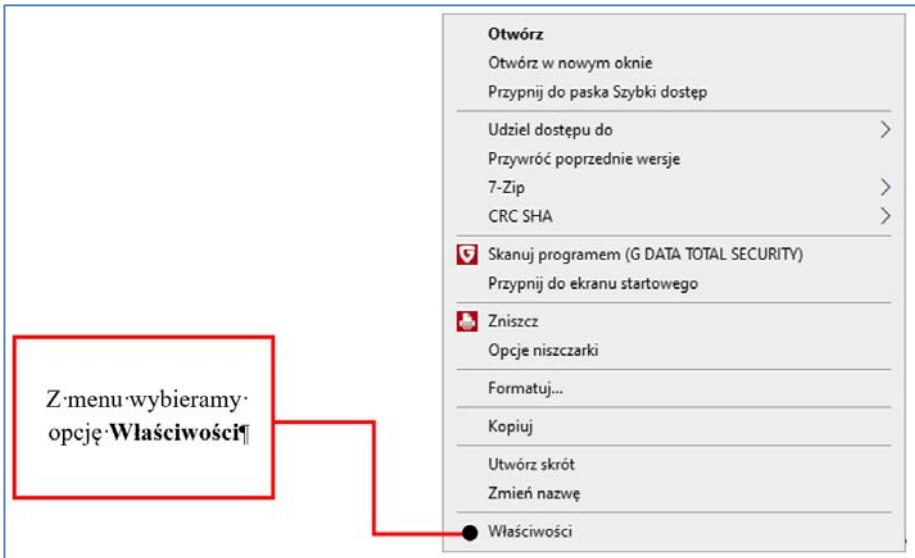 Otwórz
Otwórz w nowym oknie
Przypnij do paska Szybki dostęp
Udziel dostępu do
Przywróć poprzednie wersje
7-Zip
CRC SHA
Skanuj programem (G DATA TOTAL SECURITY)
Przypnij do ekranu startowego
Zniszcz
Opcje niszczarki
Formatuj...
Kopiuj
Utwórz skrót
Zmień nazwę
Właściwości
Z·menu·wybieramy·
opcję·Właściwości¶